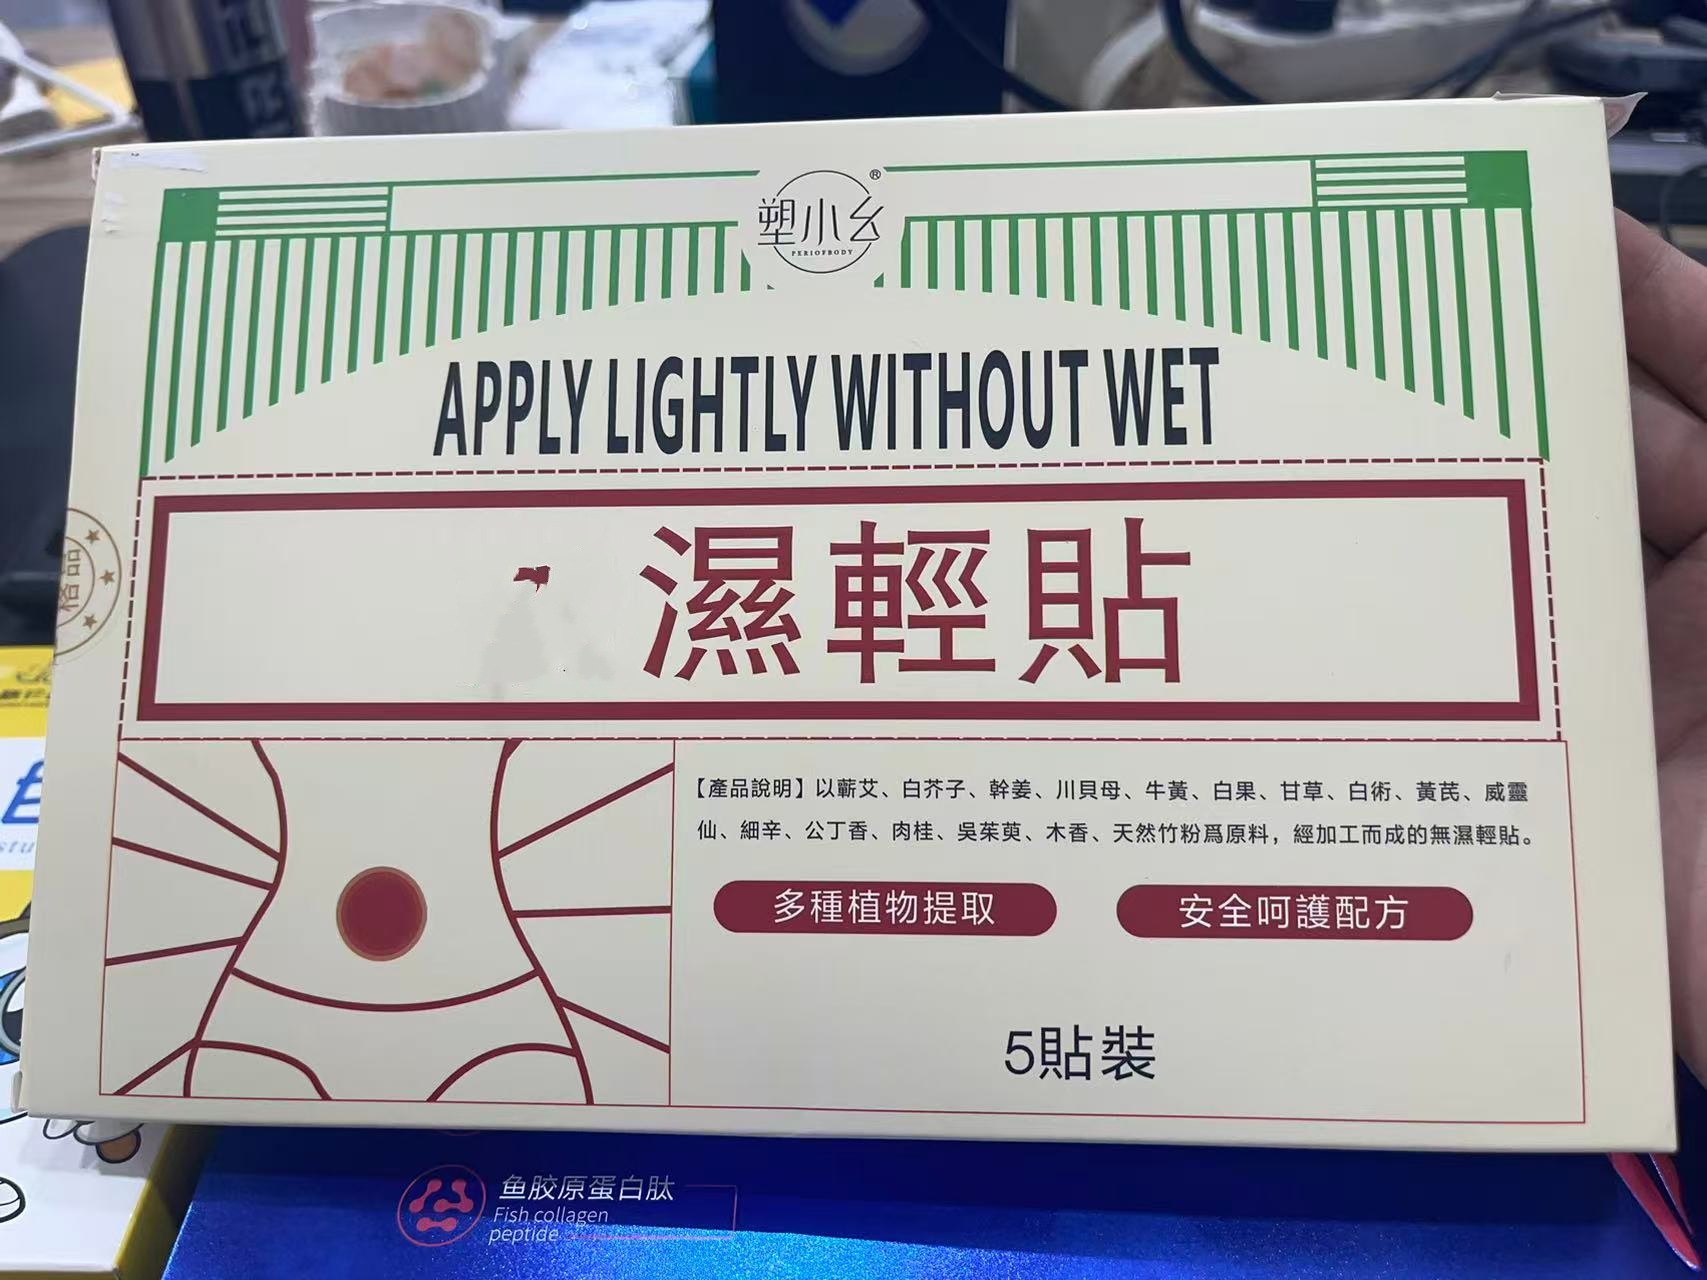 塑小幺®
PERIOFBODY
APPLY LIGHTLY WITHOUT WET
濕輕貼
格品
【產品說明】以蘄艾、白芥子、幹姜、川貝母、牛黃、白果、甘草、白術、黃芪、威靈
仙、細辛、公丁香、肉桂、吳茱萸、木香、天然竹粉爲原料，經加工而成的無濕輕貼。
多種植物提取
安全呵護配方
5貼裝
鱼胶原蛋白肽
Fish collagen
peptide